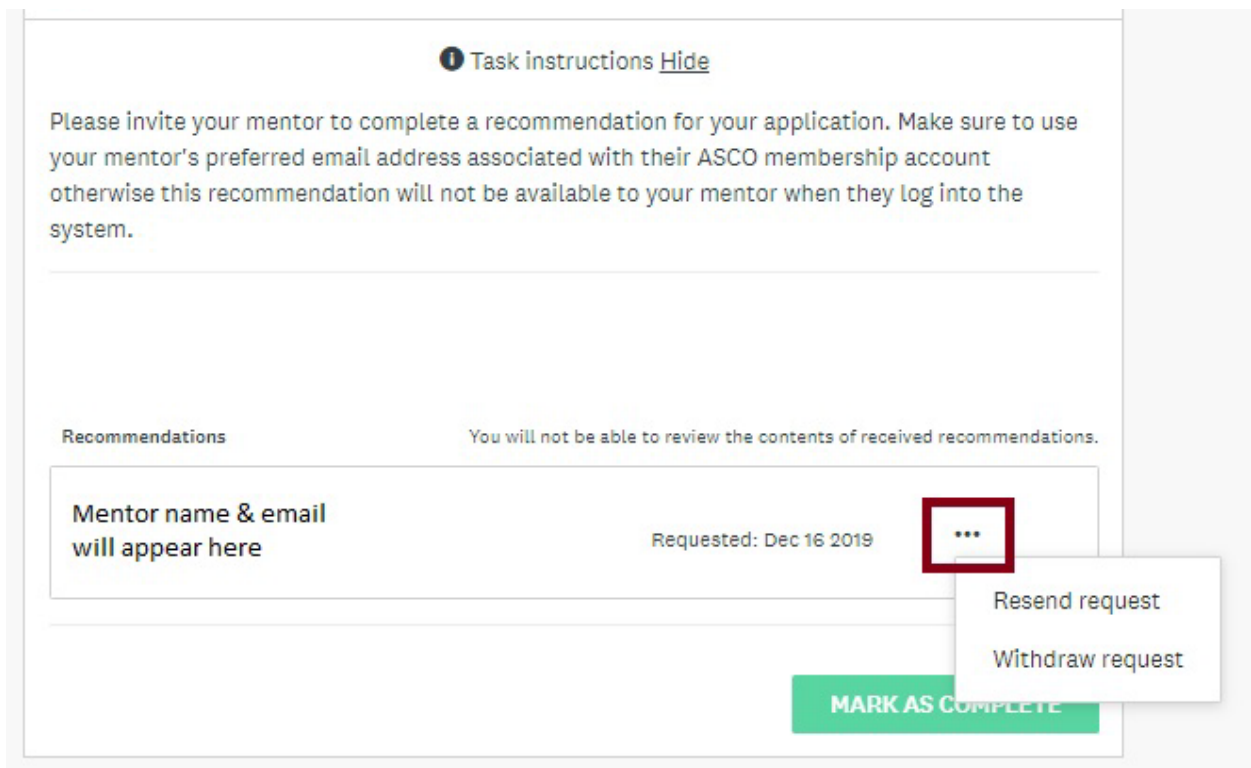 Task instructions Hide
Please invite your mentor to complete a recommendation for your application. Make sure to use
your mentor's preferred email address associated with their ASCO membership account
otherwise this recommendation will not be available to your mentor when they log into the
system.
Recommendations You will not be able to review the contents of received recommendations.
Mentor name & email
will appear here
Requested: Dec 16 2019
Resend request
Withdraw request
MARK AS COMPLETE